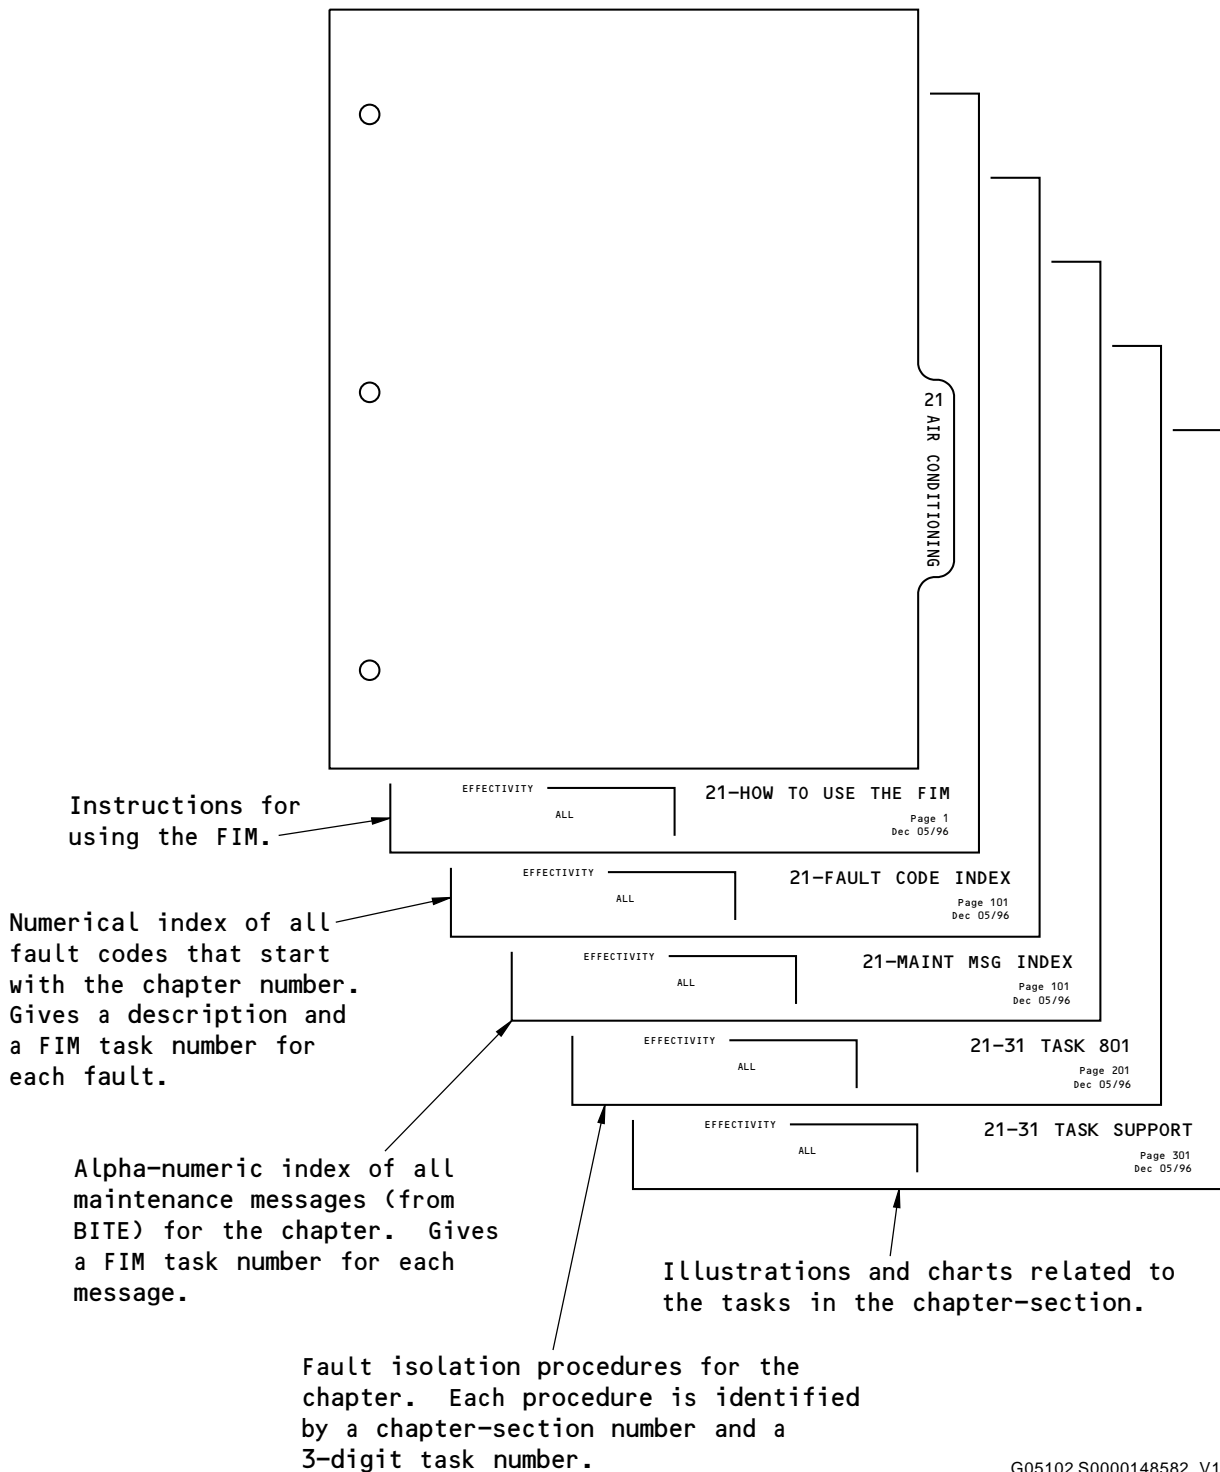 21 AIR CONDITIONING
EFFECTIVITY
ALL
21-HOW TO USE THE FIM
Page 1
Dec 05/96
Instructions for
using the FIM.
EFFECTIVITY
ALL
21-FAULT CODE INDEX
Page 101
Dec 05/96
Numerical index of all
fault codes that start
with the chapter number.
Gives a description and
a FIM task number for
each fault.
EFFECTIVITY
ALL
21-MAINT MSG INDEX
Page 101
Dec 05/96
EFFECTIVITY
ALL
21-31 TASK 801
Page 201
Dec 05/96
EFFECTIVITY
ALL
21-31 TASK SUPPORT
Page 301
Dec 05/96
Alpha-numeric index of all
maintenance messages (from
BITE) for the chapter. Gives
a FIM task number for each
message.
Illustrations and charts related to
the tasks in the chapter-section.
Fault isolation procedures for the
chapter. Each procedure is identified
by a chapter-section number and a
3-digit task number.
G05102 S0000148582_V1